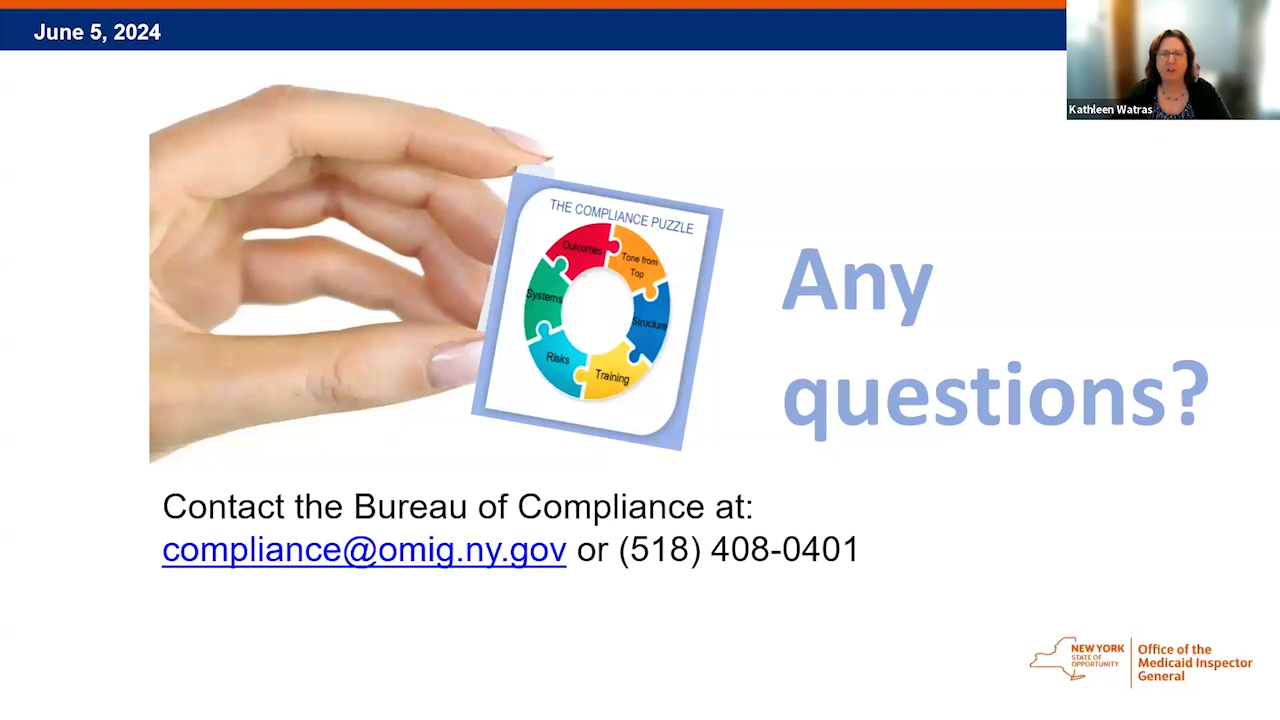 June 5, 2024
Kathleen Watras
THE COMPLIANCE PUZZLE
Outcomes
Tone from
Top
Systems
Structure
Risks
Training
Any
questions?
Contact the Bureau of Compliance at:
compliance@omig.ny.gov or (518) 408-0401
NEW YORK
STATE OF
OPPORTUNITY.
Office of the
Medicaid Inspector
General